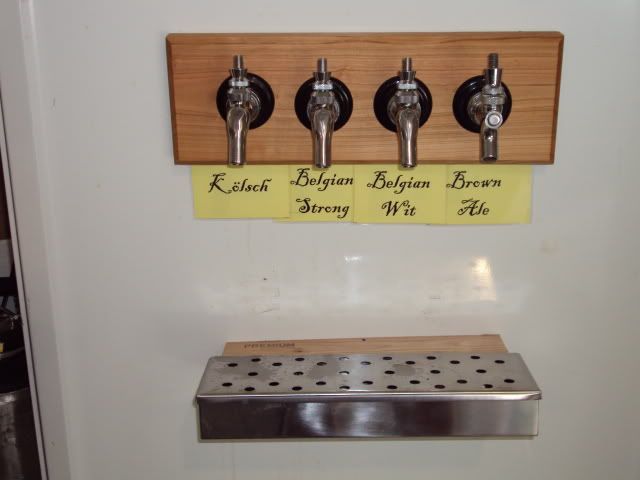 Kölsch
Belgian
Strong
Belgian
Wit
Brown
Ale
PREMIUM